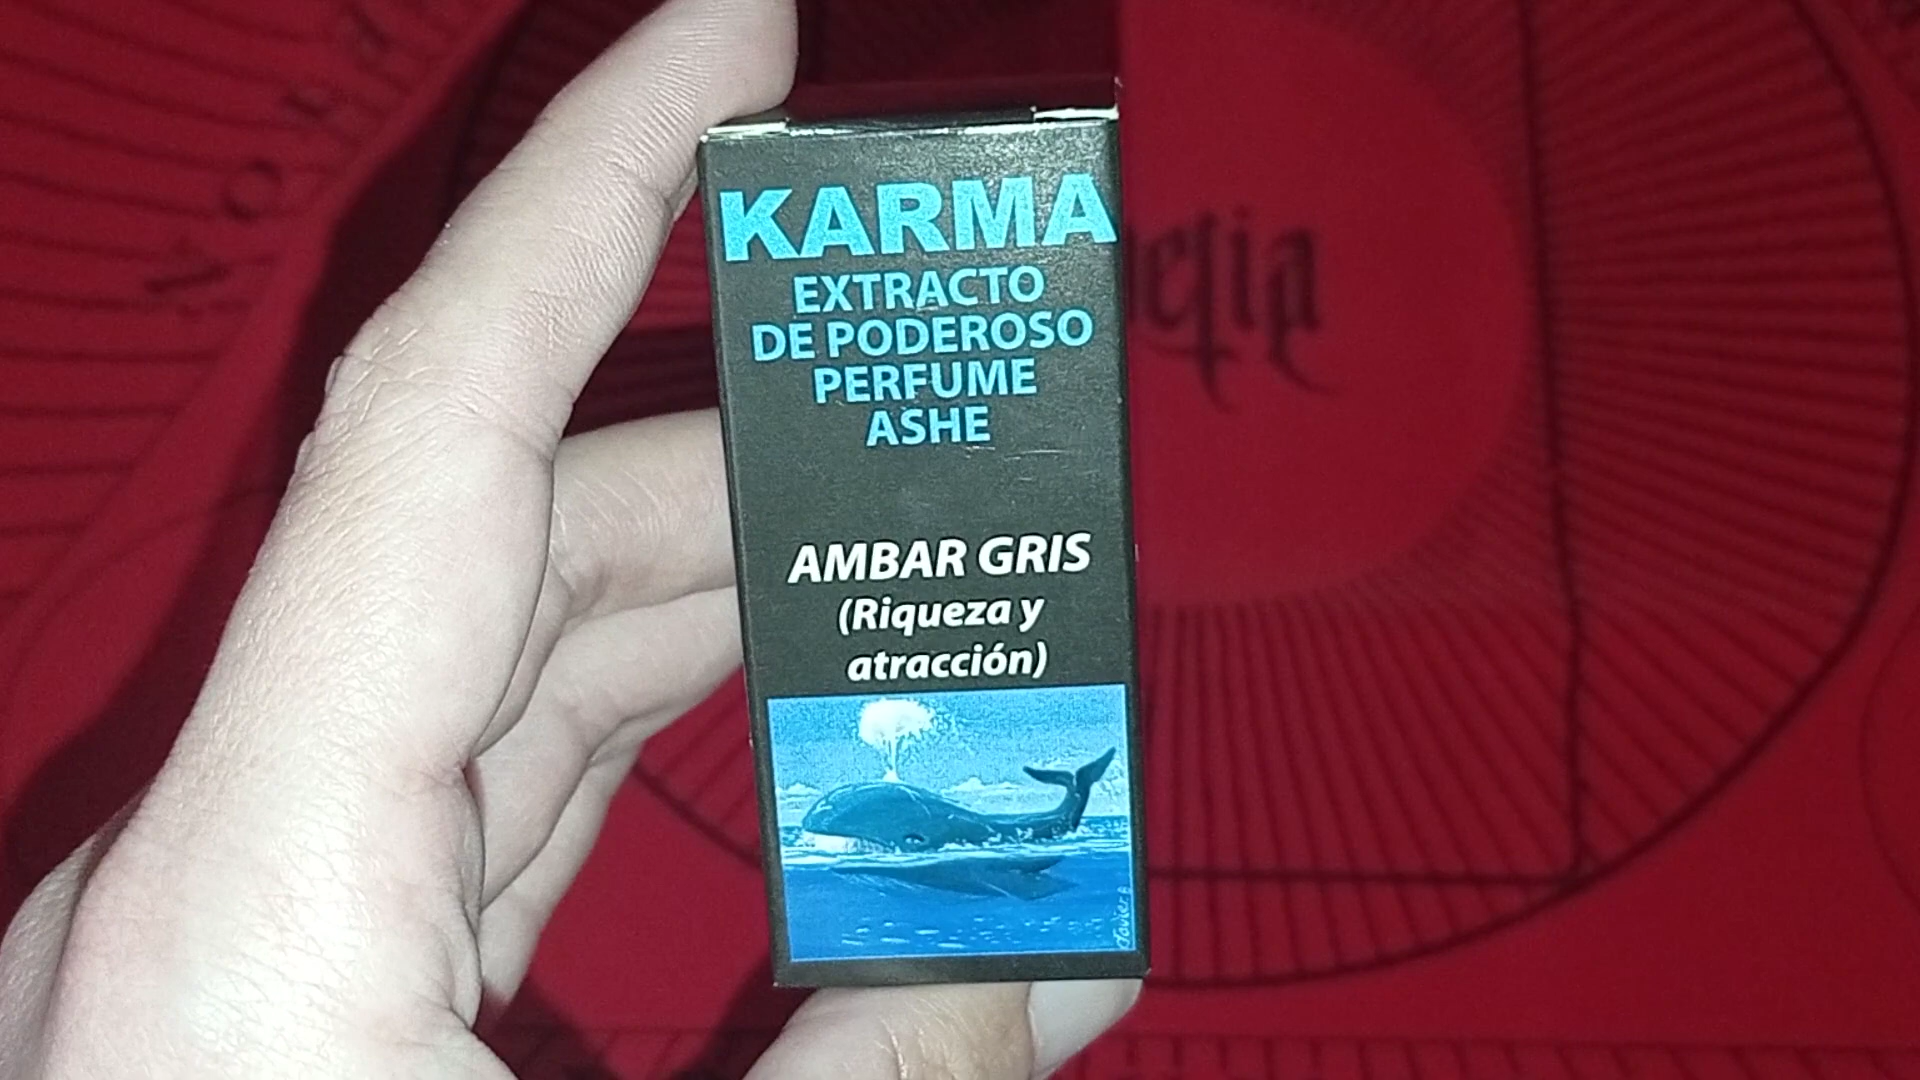 KARMA
EXTRACTO
DE PODEROSO
PERFUME
ASHE
AMBAR GRIS
(Riqueza y
atracción)